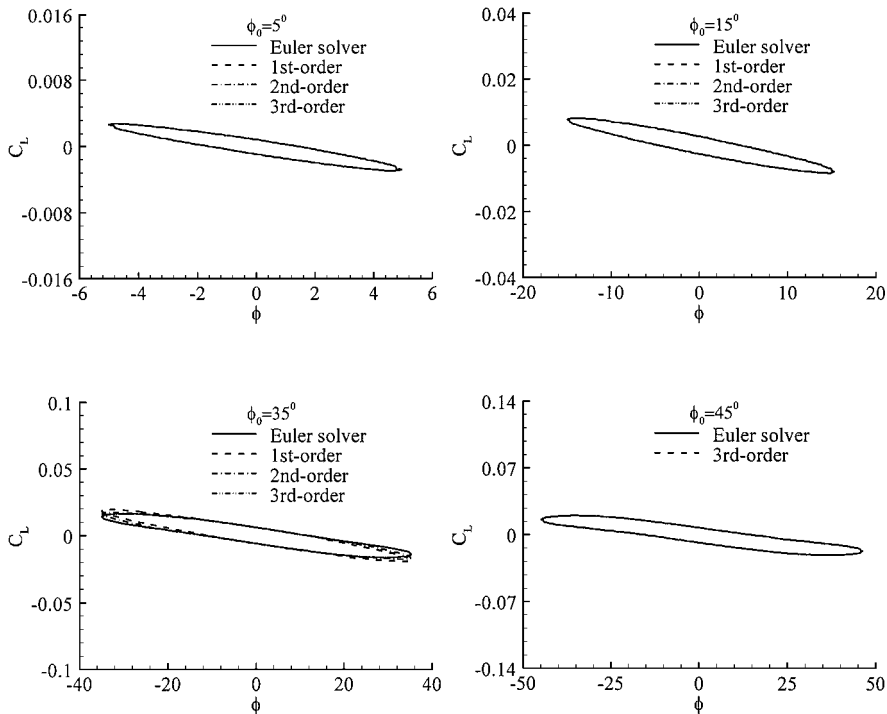 ϕ₀=5⁰
Euler solver
1st-order
2nd-order
3rd-order
0.016
0.008
0
-0.008
-0.016
C_L
-6 -4 -2 0 2 4 6
ϕ
ϕ₀=15⁰
Euler solver
1st-order
2nd-order
3rd-order
0.04
0.02
0
-0.02
-0.04
C_L
-20 -10 0 10 20
ϕ
ϕ₀=35⁰
Euler solver
1st-order
2nd-order
3rd-order
0.1
0.05
0
-0.05
-0.1
C_L
-40 -20 0 20 40
ϕ
ϕ₀=45⁰
Euler solver
3rd-order
0.14
0.07
0
-0.07
-0.14
C_L
-50 -25 0 25 50
ϕ